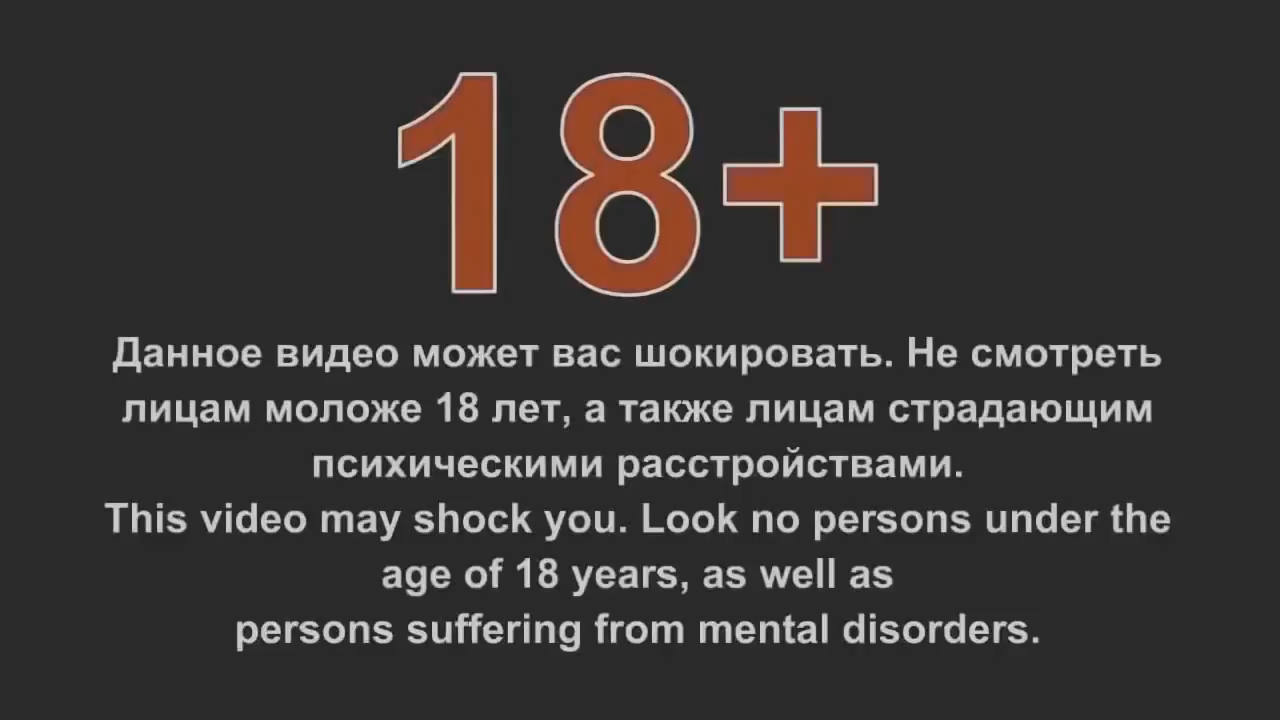 18+
Данное видео может вас шокировать. Не смотреть
лицам моложе 18 лет, а также лицам страдающим
психическими расстройствами.
This video may shock you. Look no persons under the
age of 18 years, as well as
persons suffering from mental disorders.